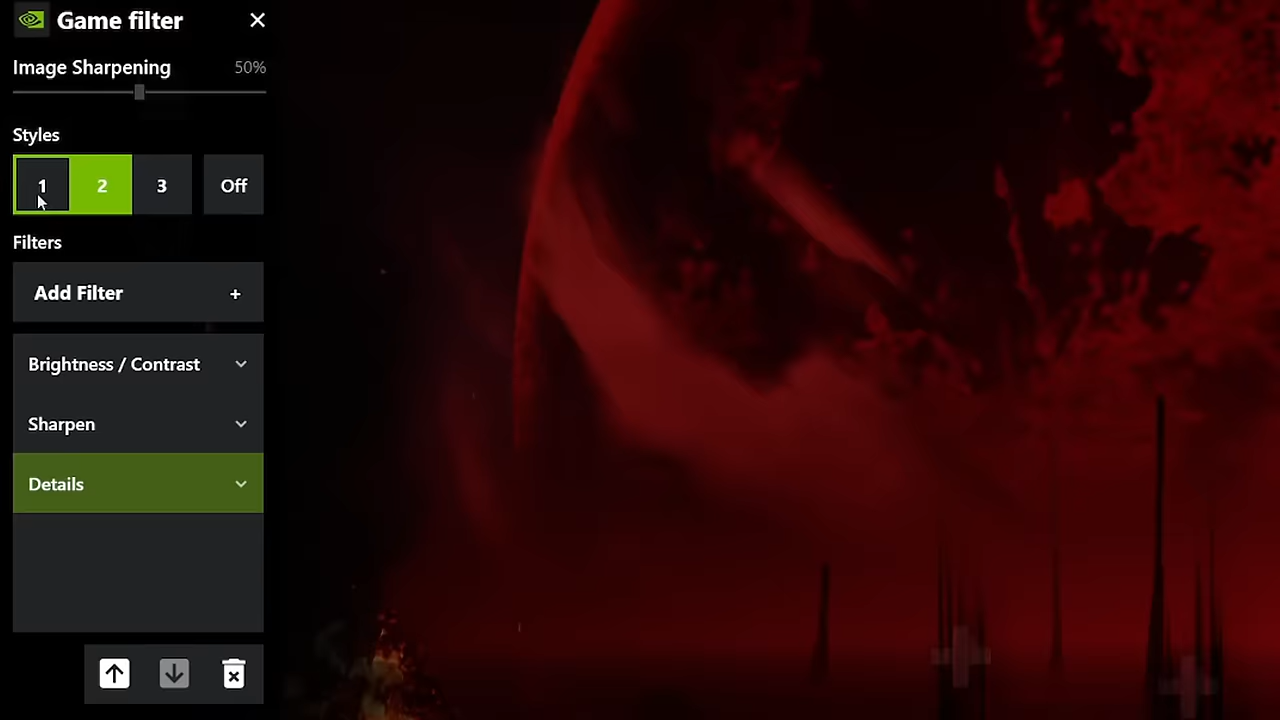 Game filter
Image Sharpening 50%
Styles
1 2 3 Off
Filters
Add Filter +
Brightness / Contrast
Sharpen
Details